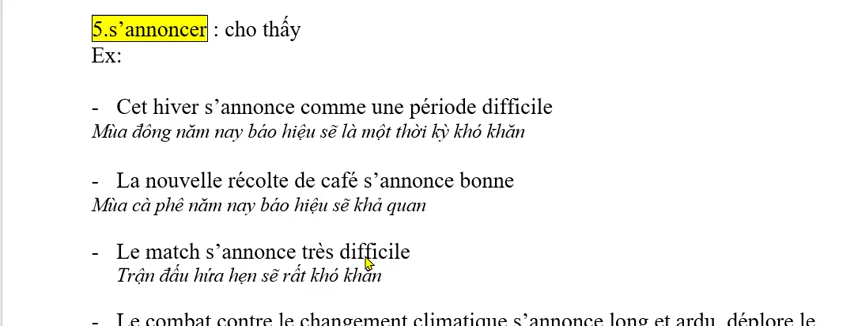 5.s’annoncer : cho thấy
Ex:
- Cet hiver s’annonce comme une période difficile
Mùa đông năm nay báo hiệu sẽ là một thời kỳ khó khăn
- La nouvelle récolte de café s’annonce bonne
Mùa cà phê năm nay báo hiệu sẽ khả quan
- Le match s’annonce très difficile
Trận đấu hứa hẹn sẽ rất khó khăn
- Le combat contre le changement climatique s’annonce long et ardu, déplore le